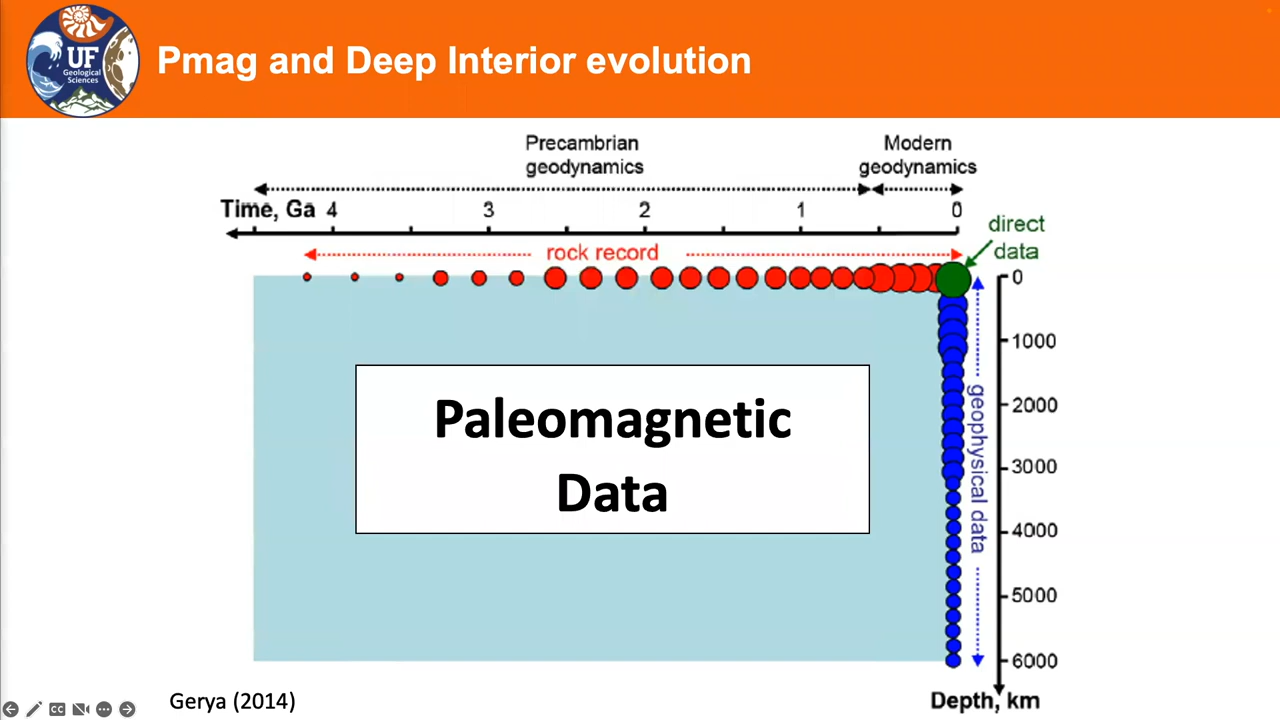 UF
Geological
Sciences
Pmag and Deep Interior evolution
Precambrian
geodynamics
Modern
geodynamics
Time, Ga 4 3 2 1 0
direct
data
rock record
0
1000
2000
3000
4000
5000
6000
geophysical data
Paleomagnetic
Data
Depth, km
Gerya (2014)
CC